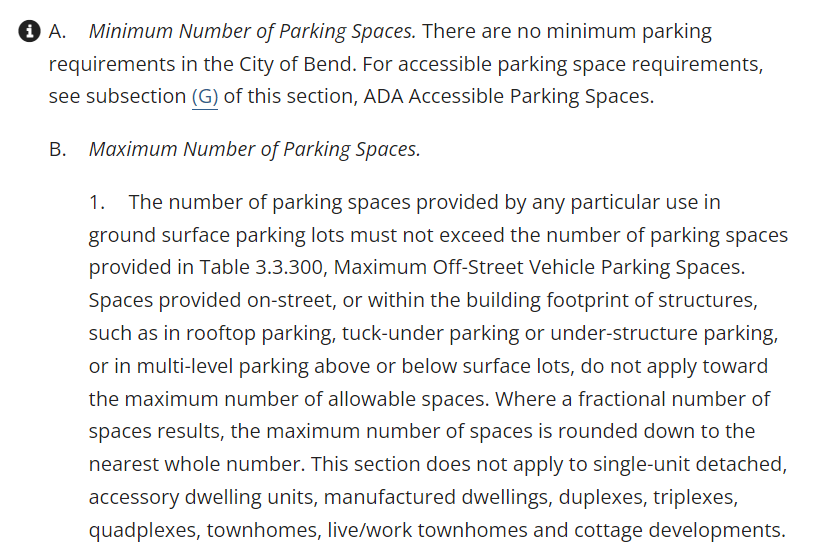 A. Minimum Number of Parking Spaces. There are no minimum parking
requirements in the City of Bend. For accessible parking space requirements,
see subsection (G) of this section, ADA Accessible Parking Spaces.
B. Maximum Number of Parking Spaces.
1. The number of parking spaces provided by any particular use in
ground surface parking lots must not exceed the number of parking spaces
provided in Table 3.3.300, Maximum Off-Street Vehicle Parking Spaces.
Spaces provided on-street, or within the building footprint of structures,
such as in rooftop parking, tuck-under parking or under-structure parking,
or in multi-level parking above or below surface lots, do not apply toward
the maximum number of allowable spaces. Where a fractional number of
spaces results, the maximum number of spaces is rounded down to the
nearest whole number. This section does not apply to single-unit detached,
accessory dwelling units, manufactured dwellings, duplexes, triplexes,
quadplexes, townhomes, live/work townhomes and cottage developments.